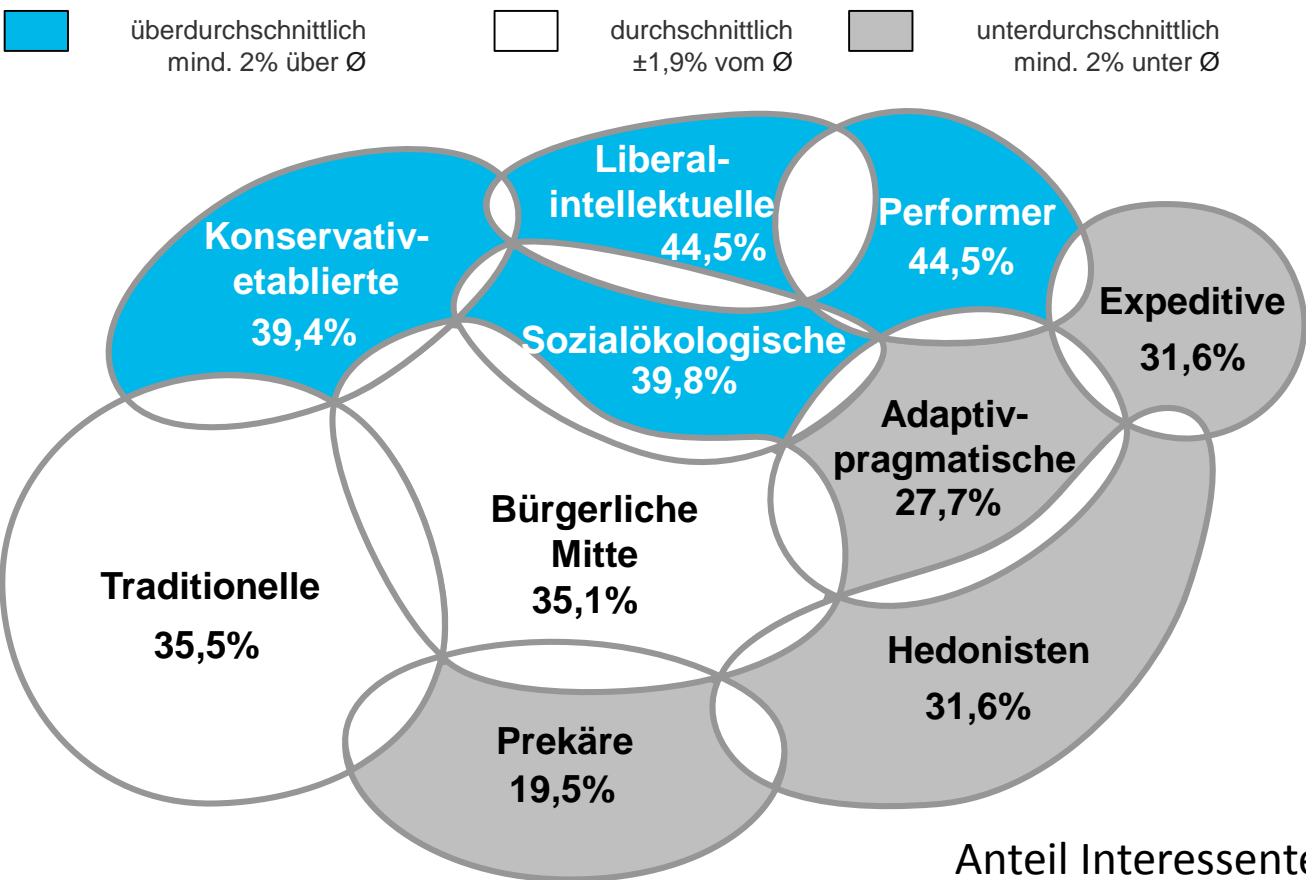 überdurchschnittlich
mind. 2% über Ø
durchschnittlich
±1,9% vom Ø
unterdurchschnittlich
mind. 2% unter Ø
Liberal-
intellektuelle
44,5%
Performer
44,5%
Konservativ-
etablierte
39,4%
Expeditive
31,6%
Sozialökologische
39,8%
Adaptiv-
pragmatische
27,7%
Bürgerliche
Mitte
35,1%
Traditionelle
35,5%
Hedonisten
31,6%
Prekäre
19,5%
Anteil Interessente